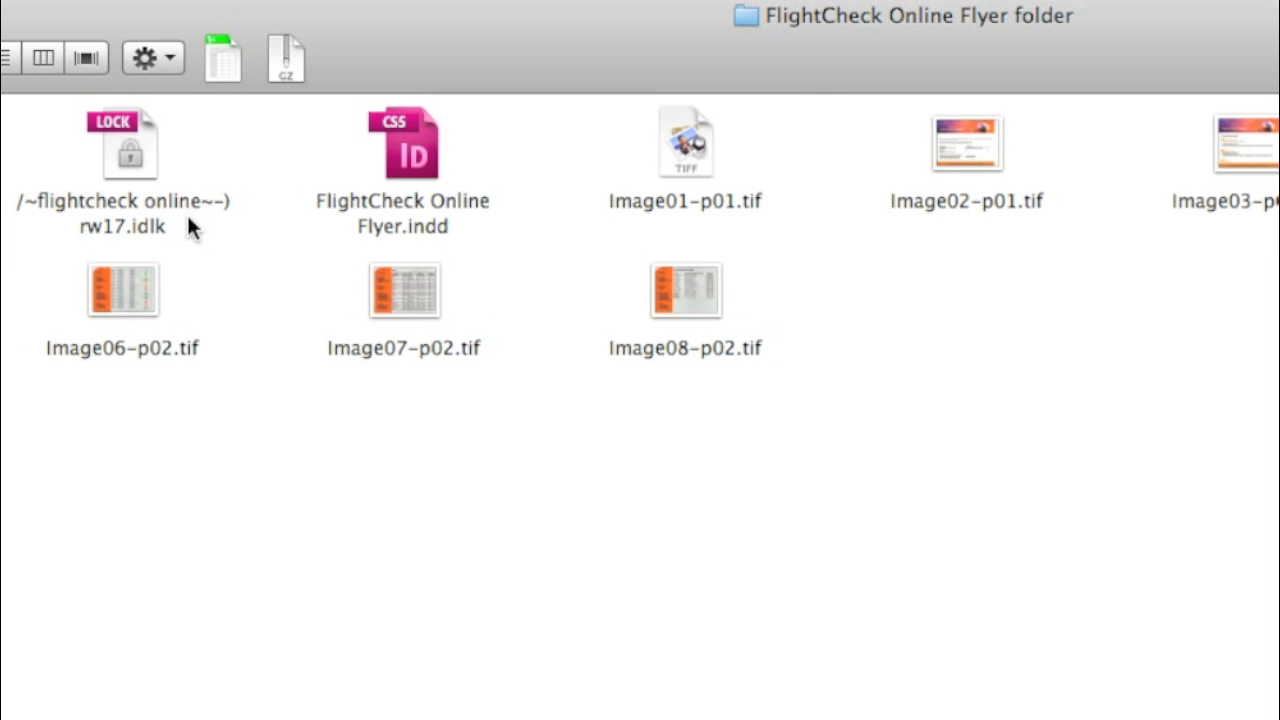 FlightCheck Online Flyer folder
GZ
LOCK
/~flightcheck online~-)
rw17.idlk
CS5
ID
FlightCheck Online
Flyer.indd
TIFF
Image01-p01.tif
Image02-p01.tif
Image03-p
Image06-p02.tif
Image07-p02.tif
Image08-p02.tif